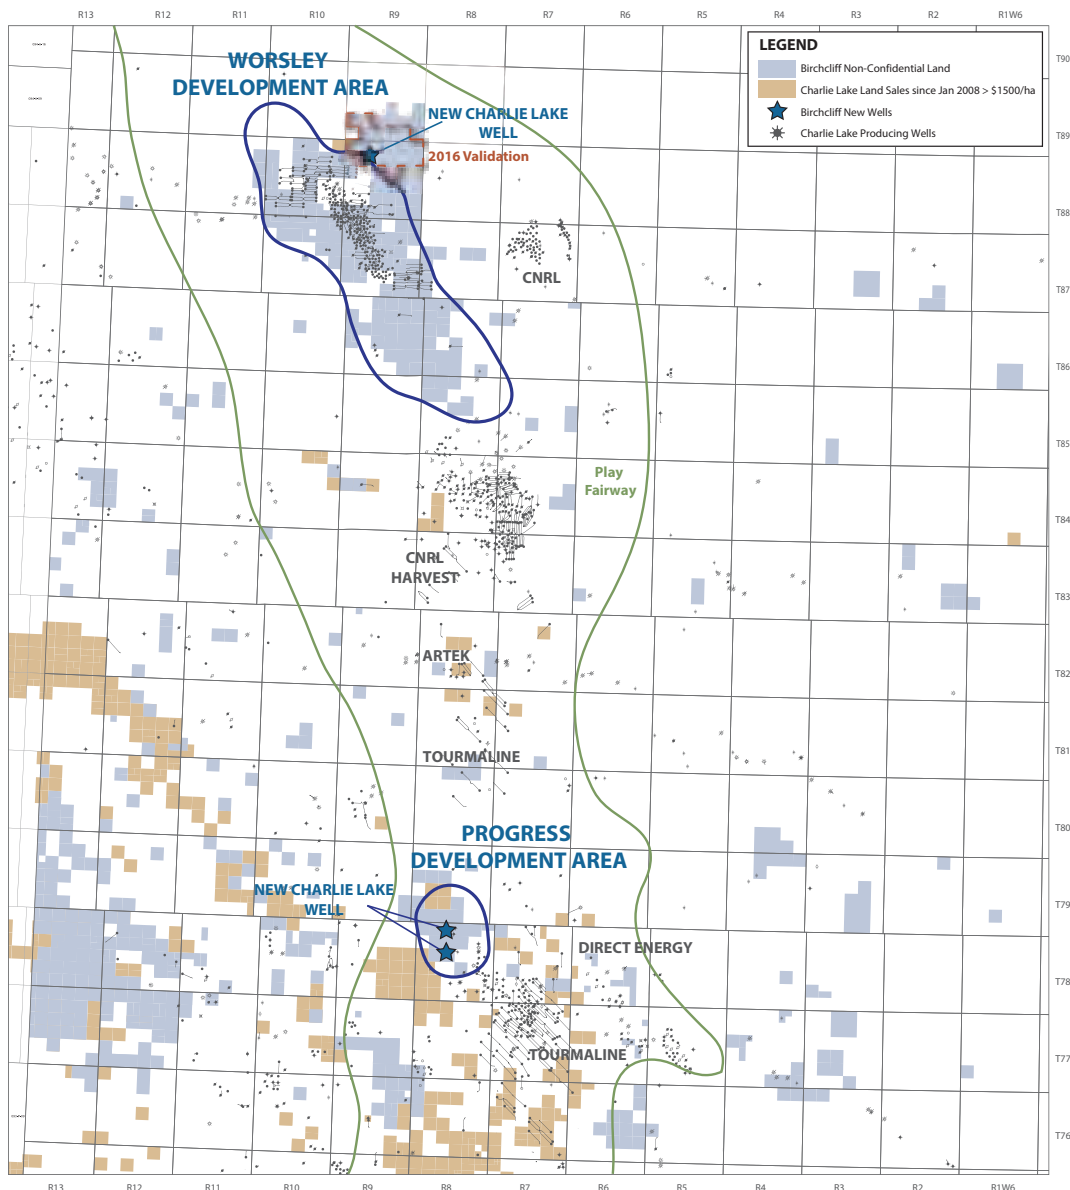 R13 R12 R11 R10 R9 R8 R7 R6 R5 R4 R3 R2 R1W6
LEGEND
Birchcliff Non-Confidential Land
Charlie Lake Land Sales since Jan 2008 > $1500/ha
Birchcliff New Wells
Charlie Lake Producing Wells
T90
WORSLEY
DEVELOPMENT AREA
NEW CHARLIE LAKE
WELL
2016 Validation
T89
T88
CNRL
T87
T86
T85
Play
Fairway
T84
CNRL
HARVEST
T83
ARTEK
T82
TOURMALINE
T81
T80
PROGRESS
DEVELOPMENT AREA
NEW CHARLIE LAKE
WELL
T79
DIRECT ENERGY
T78
TOURMALINE
T77
T76
R13 R12 R11 R10 R9 R8 R7 R6 R5 R4 R3 R2 R1W6